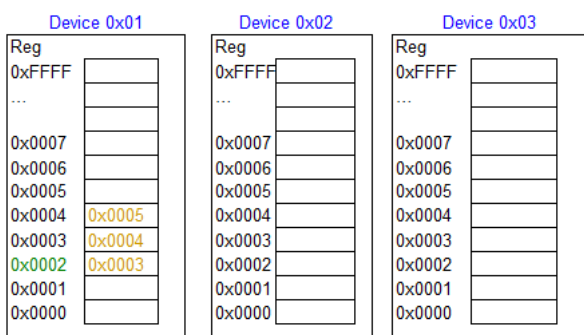 Device 0x01 Device 0x02 Device 0x03
Reg Reg Reg
0xFFFF 0xFFFF 0xFFFF
... ... ...
0x0007 0x0007 0x0007
0x0006 0x0006 0x0006
0x0005 0x0005 0x0005
0x0004 0x0005 0x0004 0x0004
0x0003 0x0004 0x0003 0x0003
0x0002 0x0003 0x0002 0x0002
0x0001 0x0001 0x0001
0x0000 0x0000 0x0000